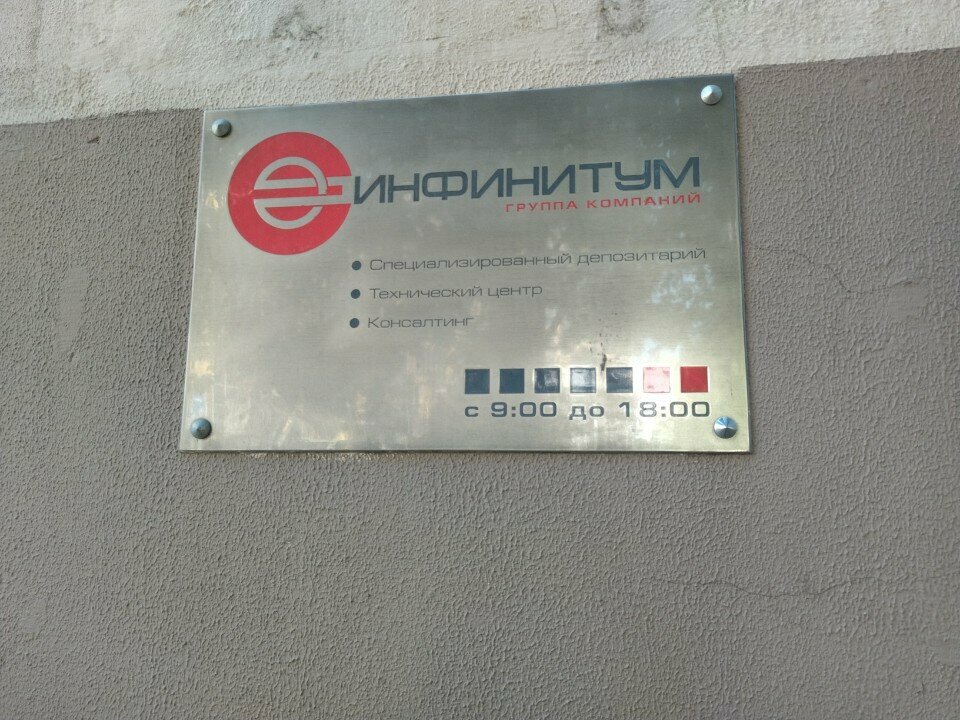 ИНФИНИТУМ
ГРУППА КОМПАНИЙ
● Специализированный депозитарий
● Технический центр
● Консалтинг
с 9:00 до 18:00